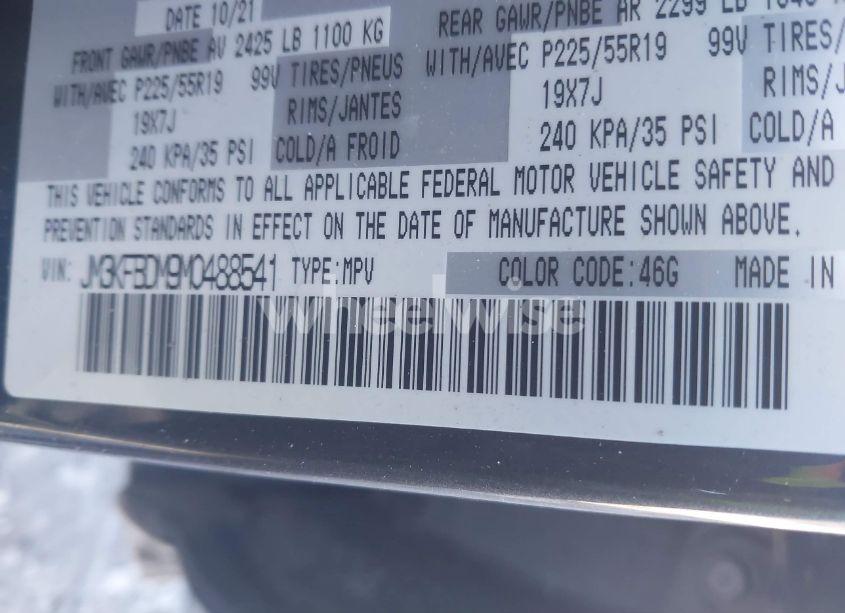 DATE 10/21
FRONT GAWR/PNBE AV 2425 LB 1100 KG
WITH/AVEC P225/55R19 99V TIRES/PNEUS
19X7J RIMS/JANTES
240 KPA/35 PSI COLD/A FROID
REAR GAWR/PNBE AR 2299 LB
WITH/AVEC P225/55R19 99V TIRES/
19X7J RIMS/J
240 KPA/35 PSI COLD/A
THIS VEHICLE CONFORMS TO ALL APPLICABLE FEDERAL MOTOR VEHICLE SAFETY AND
PREVENTION STANDARDS IN EFFECT ON THE DATE OF MANUFACTURE SHOWN ABOVE.
VIN: JM3KFBDM9M0488541 TYPE:MPV COLOR CODE:46G MADE IN
Wheelwise